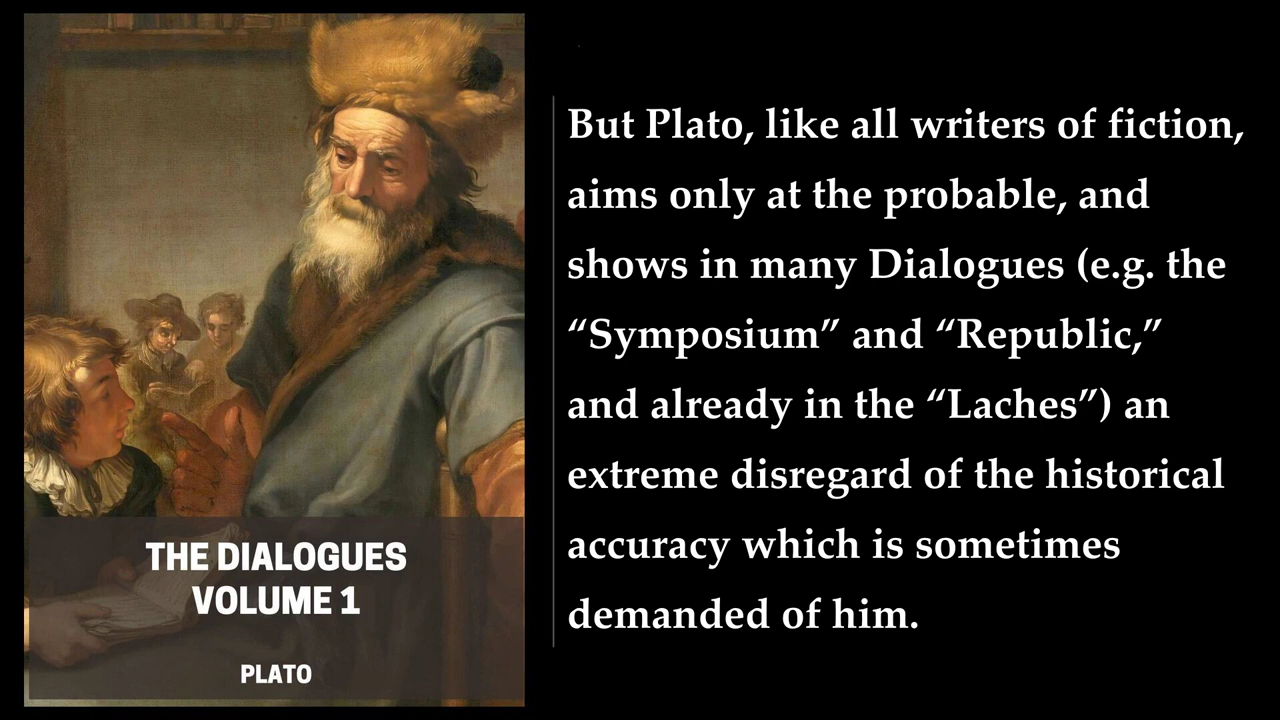 THE DIALOGUES
VOLUME 1
PLATO
But Plato, like all writers of fiction,
aims only at the probable, and
shows in many Dialogues (e.g. the
“Symposium” and “Republic,”
and already in the “Laches”) an
extreme disregard of the historical
accuracy which is sometimes
demanded of him.